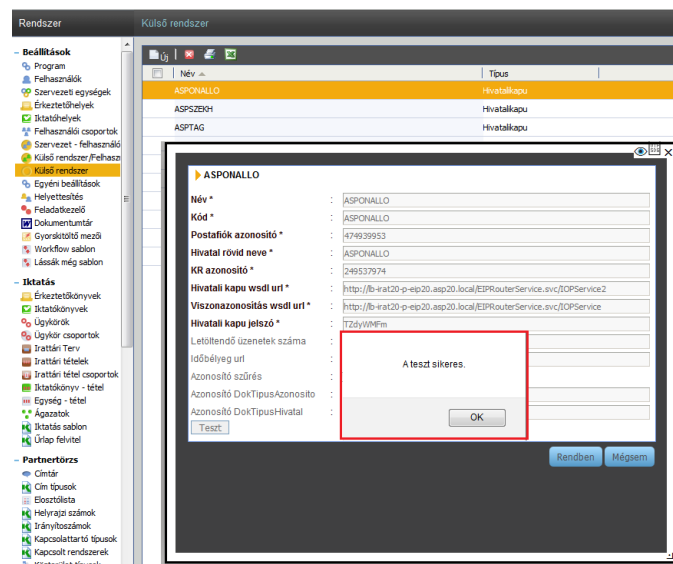 Rendszer
Külső rendszer
– Beállítások
Program
Felhasználók
Szervezeti egységek
Érkeztetőhelyek
Iktatóhelyek
Felhasználói csoportok
Szervezet - felhasználó
Külső rendszer/Felhasz
Külső rendszer
Egyéni beállítások
Helyettesítés
Feladatkezelő
Dokumentumtár
Gyorskitöltő mezői
Workflow sablon
Lássák még sablon
– Iktatás
Érkeztetőkönyvek
Iktatókönyvek
Ügykörök
Ügykör csoportok
Irattári Terv
Irattári tételek
Irattári tétel csoportok
Iktatókönyv - tétel
Egység - tétel
Ágazatok
Iktatás sablon
Űrlap felvitel
– Partnertörzs
Címtár
Cím típusok
Elosztólista
Helyrajzi számok
Irányítószámok
Kapcsolattartó típusok
Kapcsolt rendszerek
Új
Név
Típus
ASPONALLO
Hivatalikapu
ASPSZEKH
Hivatalikapu
ASPTAG
Hivatalikapu
ASPONALLO
Név * : ASPONALLO
Kód * : ASPONALLO
Postafiók azonosító * : 474939953
Hivatal rövid neve * : ASPONALLO
KR azonosító * : 249537974
Hivatali kapu wsdl url * : http://lb-irat20-p-eip20.asp20.local/EIPRouterService.svc/IOPService2
Viszonazonosítás wsdl url * : http://lb-irat20-p-eip20.asp20.local/EIPRouterService.svc/IOPService
Hivatali kapu jelszó * : TZdyWMFm
Letöltendő üzenetek száma :
Időbélyeg url :
Azonosító szűrés :
Azonosító DokTipusAzonosito :
Azonosító DokTipusHivatal :
Teszt
A teszt sikeres.
OK
Rendben
Mégsem